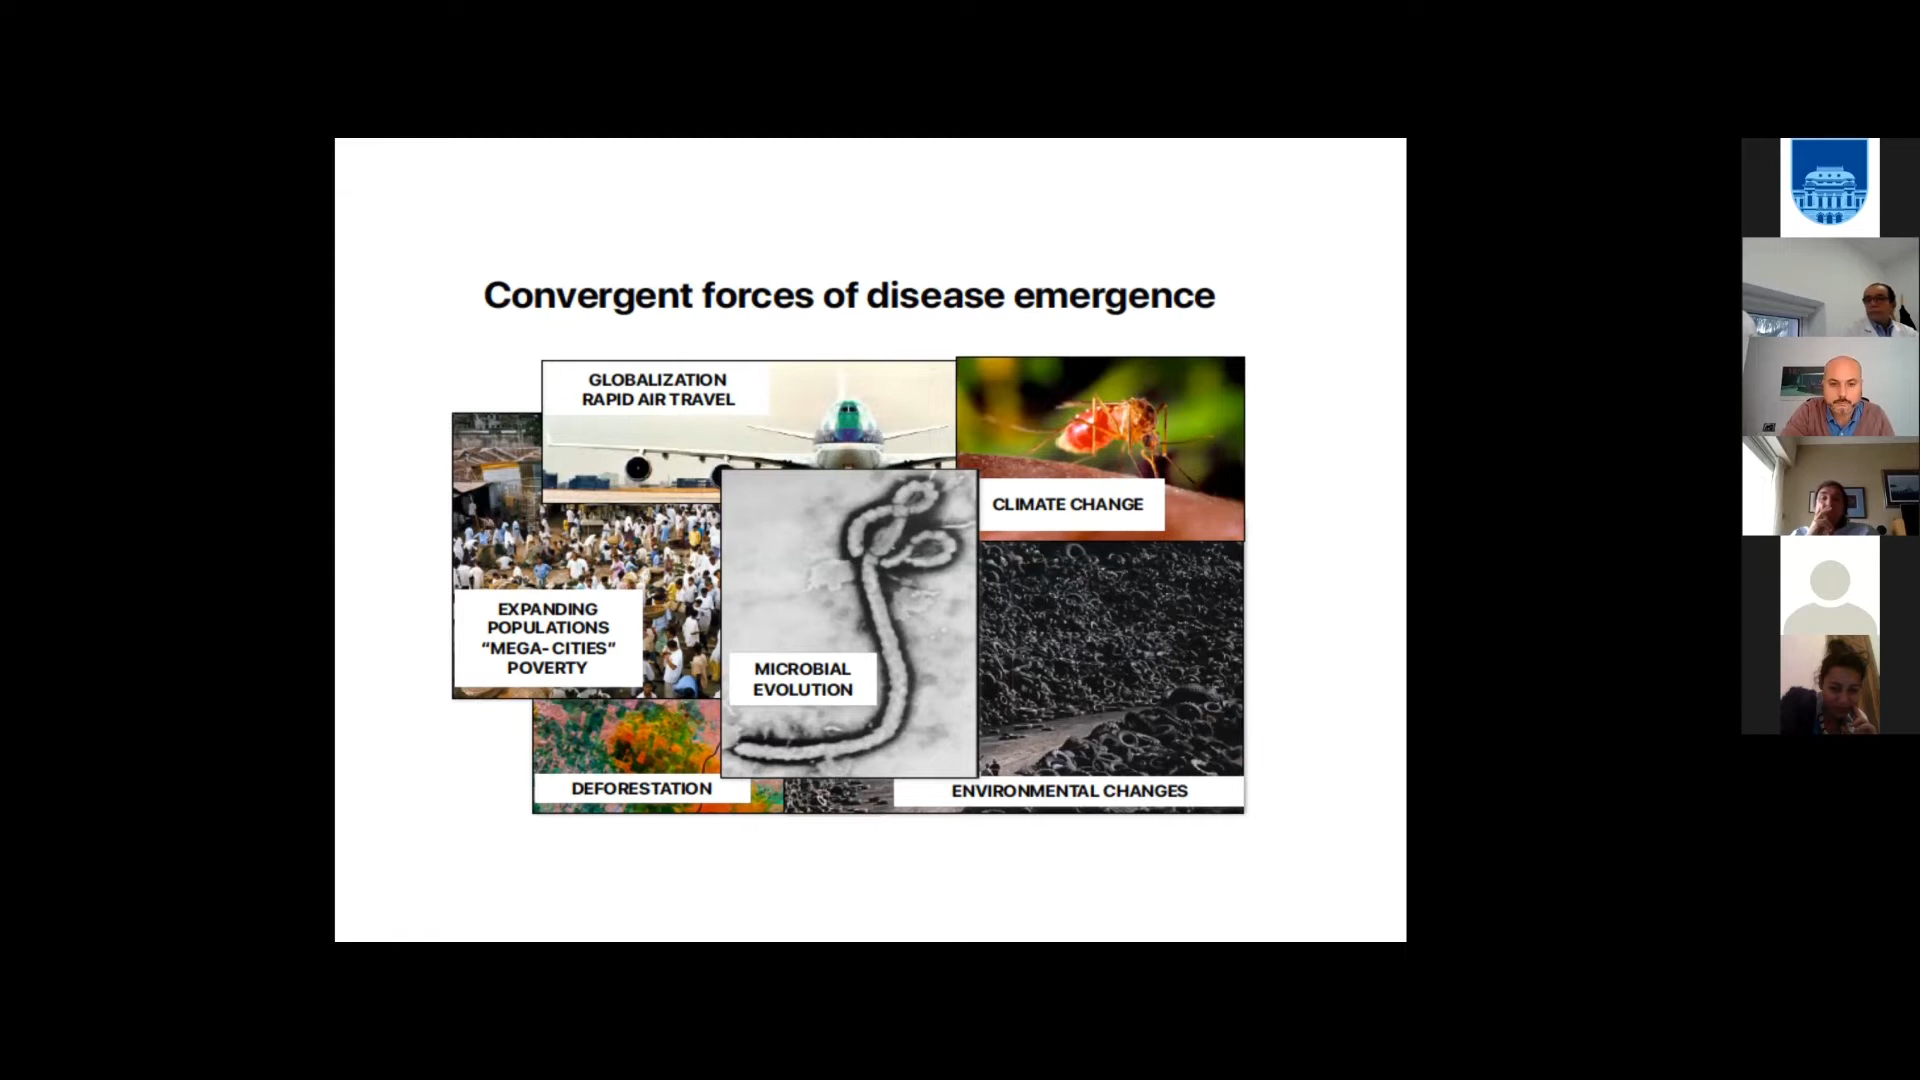 Convergent forces of disease emergence
GLOBALIZATION
RAPID AIR TRAVEL
CLIMATE CHANGE
EXPANDING
POPULATIONS
“MEGA- CITIES”
POVERTY
MICROBIAL
EVOLUTION
DEFORESTATION
ENVIRONMENTAL CHANGES